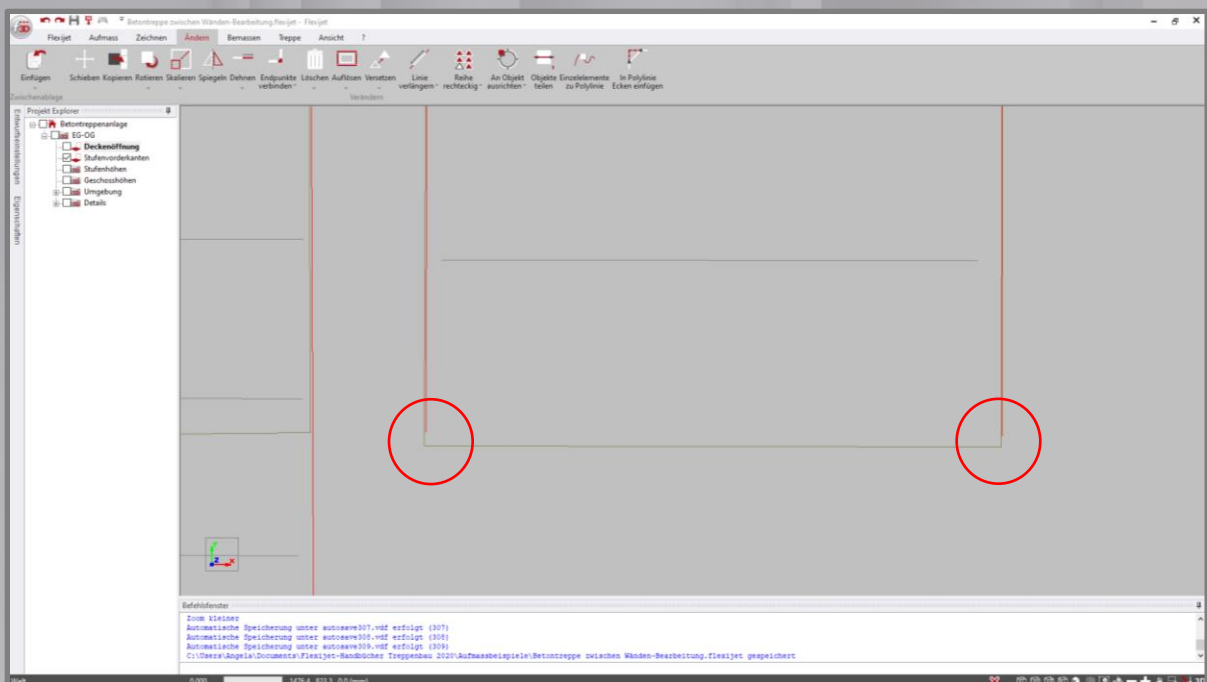 Betontreppe zwischen Wänden-Bearbeitung.flexijet - Flexijet
Flexijet Aufmass Zeichnen Ändern Bemassen Treppe Ansicht ?
Einfügen Schieben Kopieren Rotieren Skalieren Spiegeln Dehnen Endpunkte verbinden Löschen Auflösen Versetzen Linie verlängern Reihe rechteckig An Objekt ausrichten Objekte teilen Einzelelemente zu Polylinie In Polylinie Ecken einfügen
Zwischenablage Verändern
Projekt Explorer
Entwurfseinstellungen
Eigenschaften
Betontreppenanlage
EG-OG
Deckenöffnung
Stufenvorderkanten
Stufenhöhen
Geschosshöhen
Umgebung
Details
Y
Z X
Befehlsfenster
Zoom kleiner
Automatische Speicherung unter autosave307.vdf erfolgt (307)
Automatische Speicherung unter autosave308.vdf erfolgt (308)
Automatische Speicherung unter autosave309.vdf erfolgt (309)
C:\Users\Angela\Documents\Flexijet-Handbücher Treppenbau 2020\Aufmassbeispiele\Betontreppe zwischen Wänden-Bearbeitung.flexijet gespeichert
Welt 0.000